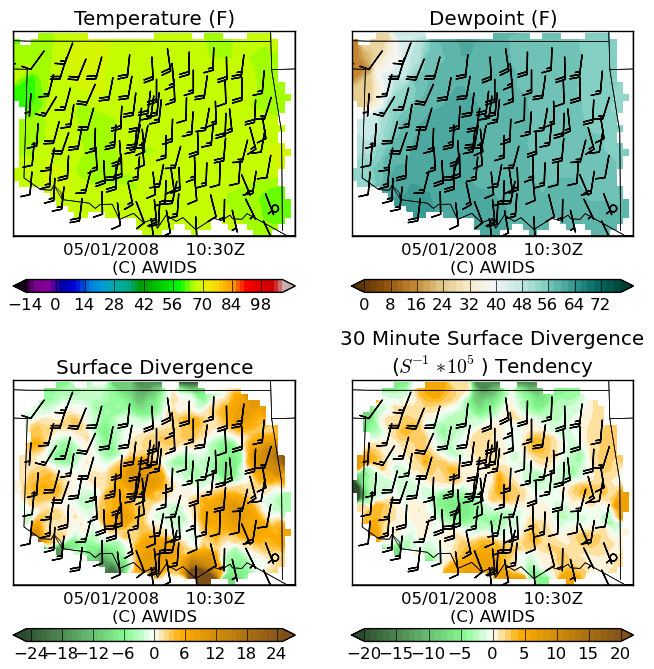 Temperature (F)
05/01/2008 10:30Z
(C) AWIDS
−14 0 14 28 42 56 70 84 98
Dewpoint (F)
05/01/2008 10:30Z
(C) AWIDS
0 8 16 24 32 40 48 56 64 72
Surface Divergence
05/01/2008 10:30Z
(C) AWIDS
−24−18−12 −6 0 6 12 18 24
30 Minute Surface Divergence
(S⁻¹ *10⁵ ) Tendency
05/01/2008 10:30Z
(C) AWIDS
−20−15−10 −5 0 5 10 15 20